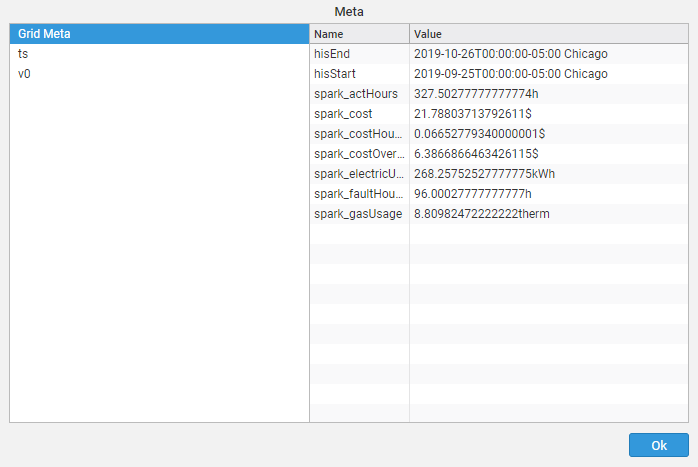 Meta
Grid Meta
ts
v0
Name Value
hisEnd 2019-10-26T00:00:00-05:00 Chicago
hisStart 2019-09-25T00:00:00-05:00 Chicago
spark_actHours 327.50277777777774h
spark_cost 21.78803713792611$
spark_costHou... 0.06652779340000001$
spark_costOver... 6.3866866463426115$
spark_electricU... 268.25752527777775kWh
spark_faultHou... 96.00027777777777h
spark_gasUsage 8.80982472222222therm
Ok